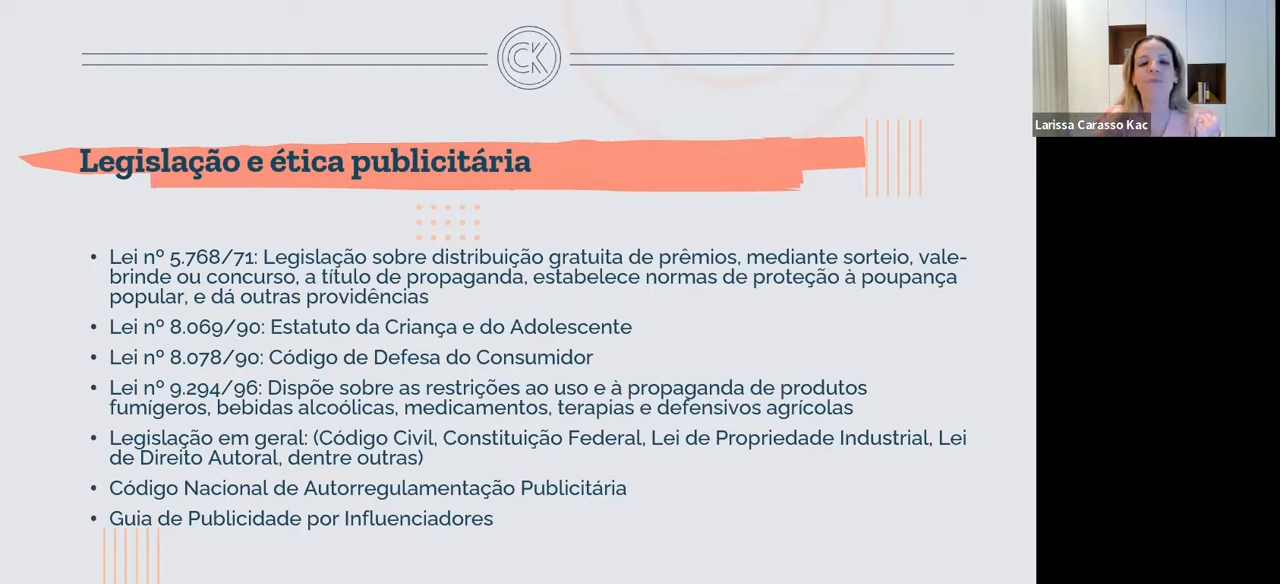 CK
Larissa Carasso Kac
Legislação e ética publicitária
• Lei nº 5.768/71: Legislação sobre distribuição gratuita de prêmios, mediante sorteio, vale-
brinde ou concurso, a título de propaganda, estabelece normas de proteção à poupança
popular, e dá outras providências
• Lei nº 8.069/90: Estatuto da Criança e do Adolescente
• Lei nº 8.078/90: Código de Defesa do Consumidor
• Lei nº 9.294/96: Dispõe sobre as restrições ao uso e à propaganda de produtos
fumígeros, bebidas alcoólicas, medicamentos, terapias e defensivos agrícolas
• Legislação em geral: (Código Civil, Constituição Federal, Lei de Propriedade Industrial, Lei
de Direito Autoral, dentre outras)
• Código Nacional de Autorregulamentação Publicitária
• Guia de Publicidade por Influenciadores